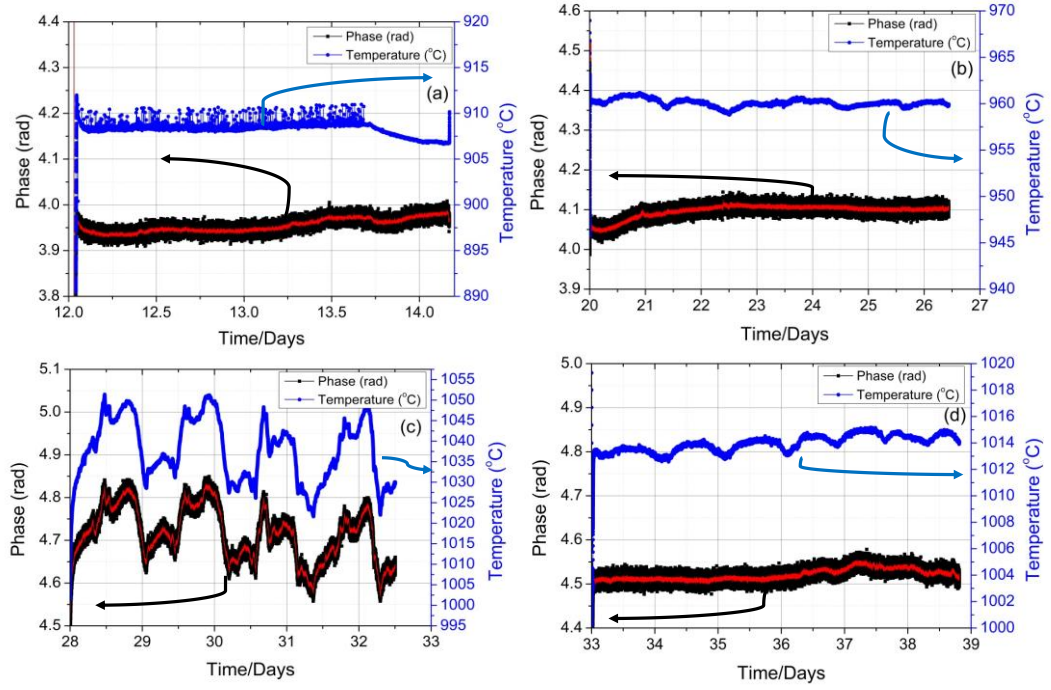 4.4
4.3
4.2
4.1
4.0
3.9
3.8
Phase (rad)
Phase (rad)
Temperature (°C)
(a)
920
915
910
905
900
895
890
Temperature (°C)
12.0 12.5 13.0 13.5 14.0
Time/Days
4.6
4.5
4.4
4.3
4.2
4.1
4.0
3.9
Phase (rad)
Phase (rad)
Temperature (°C)
(b)
970
965
960
955
950
945
940
Temperature (°C)
20 21 22 23 24 25 26 27
Time/Days
5.1
5.0
4.9
4.8
4.7
4.6
4.5
Phase (rad)
Phase (rad)
Temperature (°C)
(c)
1055
1050
1045
1040
1035
1030
1025
1020
1015
1010
1005
1000
995
Temperature (°C)
28 29 30 31 32 33
Time/Days
5.0
4.9
4.8
4.7
4.6
4.5
4.4
Phase (rad)
Phase (rad)
Temperature (°C)
(d)
1020
1018
1016
1014
1012
1010
1008
1006
1004
1002
1000
Temperature (°C)
33 34 35 36 37 38 39
Time/Days